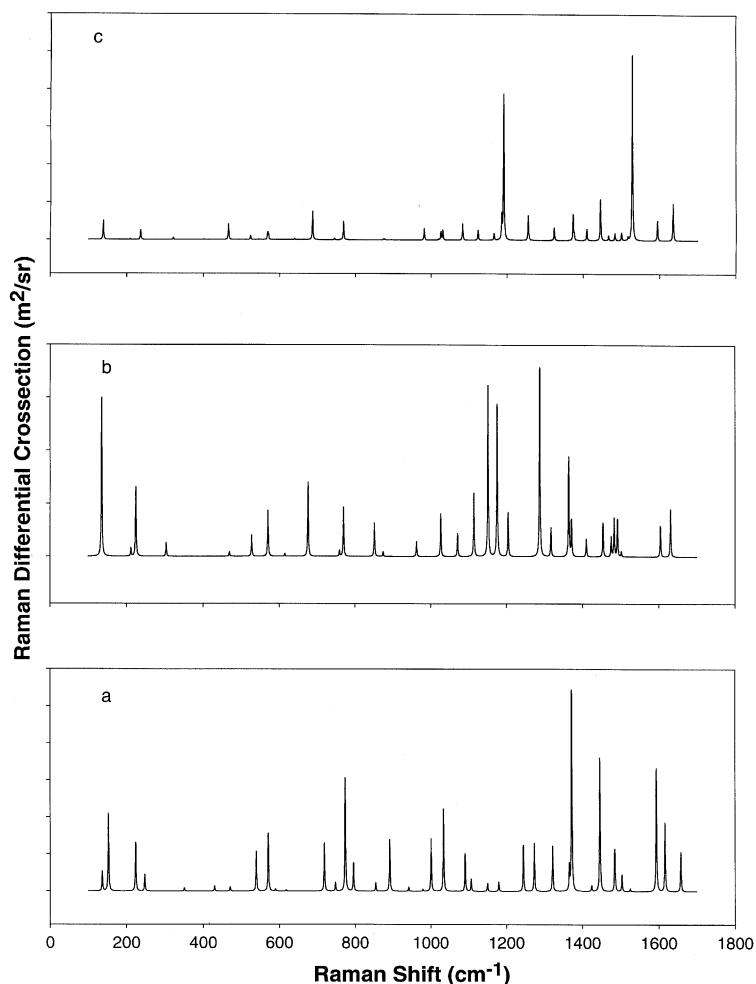 c
b
a
Raman Differential Crossection (m²/sr)
0 200 400 600 800 1000 1200 1400 1600 1800
Raman Shift (cm⁻¹)